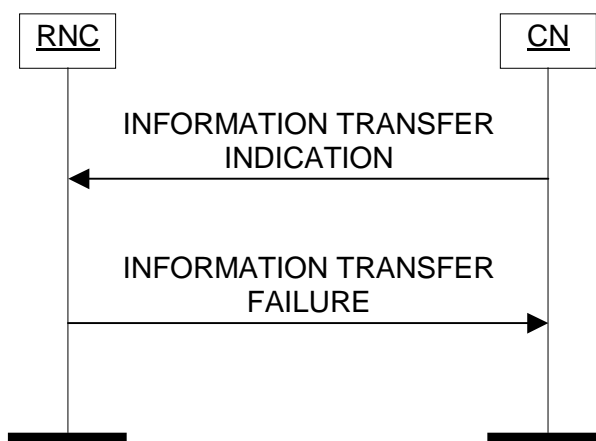 RNC
CN
INFORMATION TRANSFER
INDICATION
INFORMATION TRANSFER
FAILURE